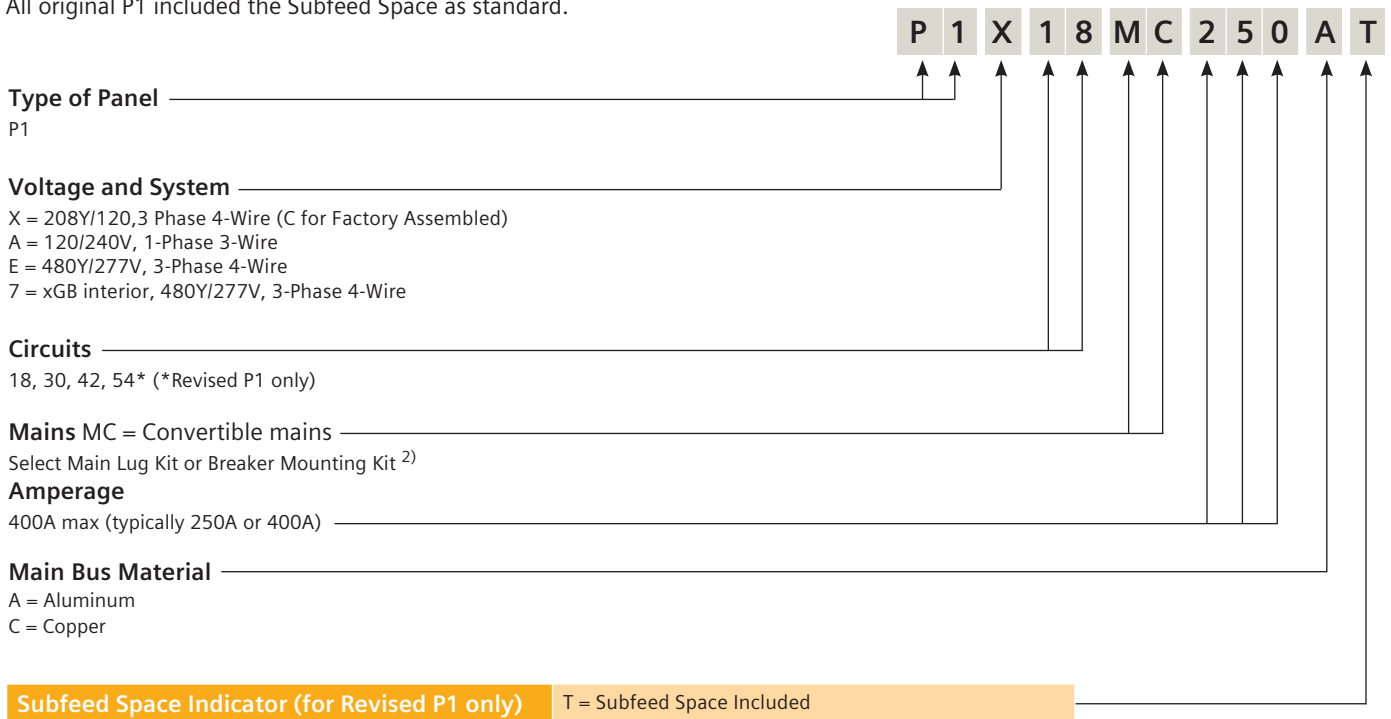 All original P1 included the Subfeed Space as standard.
P 1 X 1 8 M C 2 5 0 A T
Type of Panel
P1
Voltage and System
X = 208Y/120,3 Phase 4-Wire (C for Factory Assembled)
A = 120/240V, 1-Phase 3-Wire
E = 480Y/277V, 3-Phase 4-Wire
7 = xGB interior, 480Y/277V, 3-Phase 4-Wire
Circuits
18, 30, 42, 54* (*Revised P1 only)
Mains MC = Convertible mains
Select Main Lug Kit or Breaker Mounting Kit 2)
Amperage
400A max (typically 250A or 400A)
Main Bus Material
A = Aluminum
C = Copper
Subfeed Space Indicator (for Revised P1 only) T = Subfeed Space Included